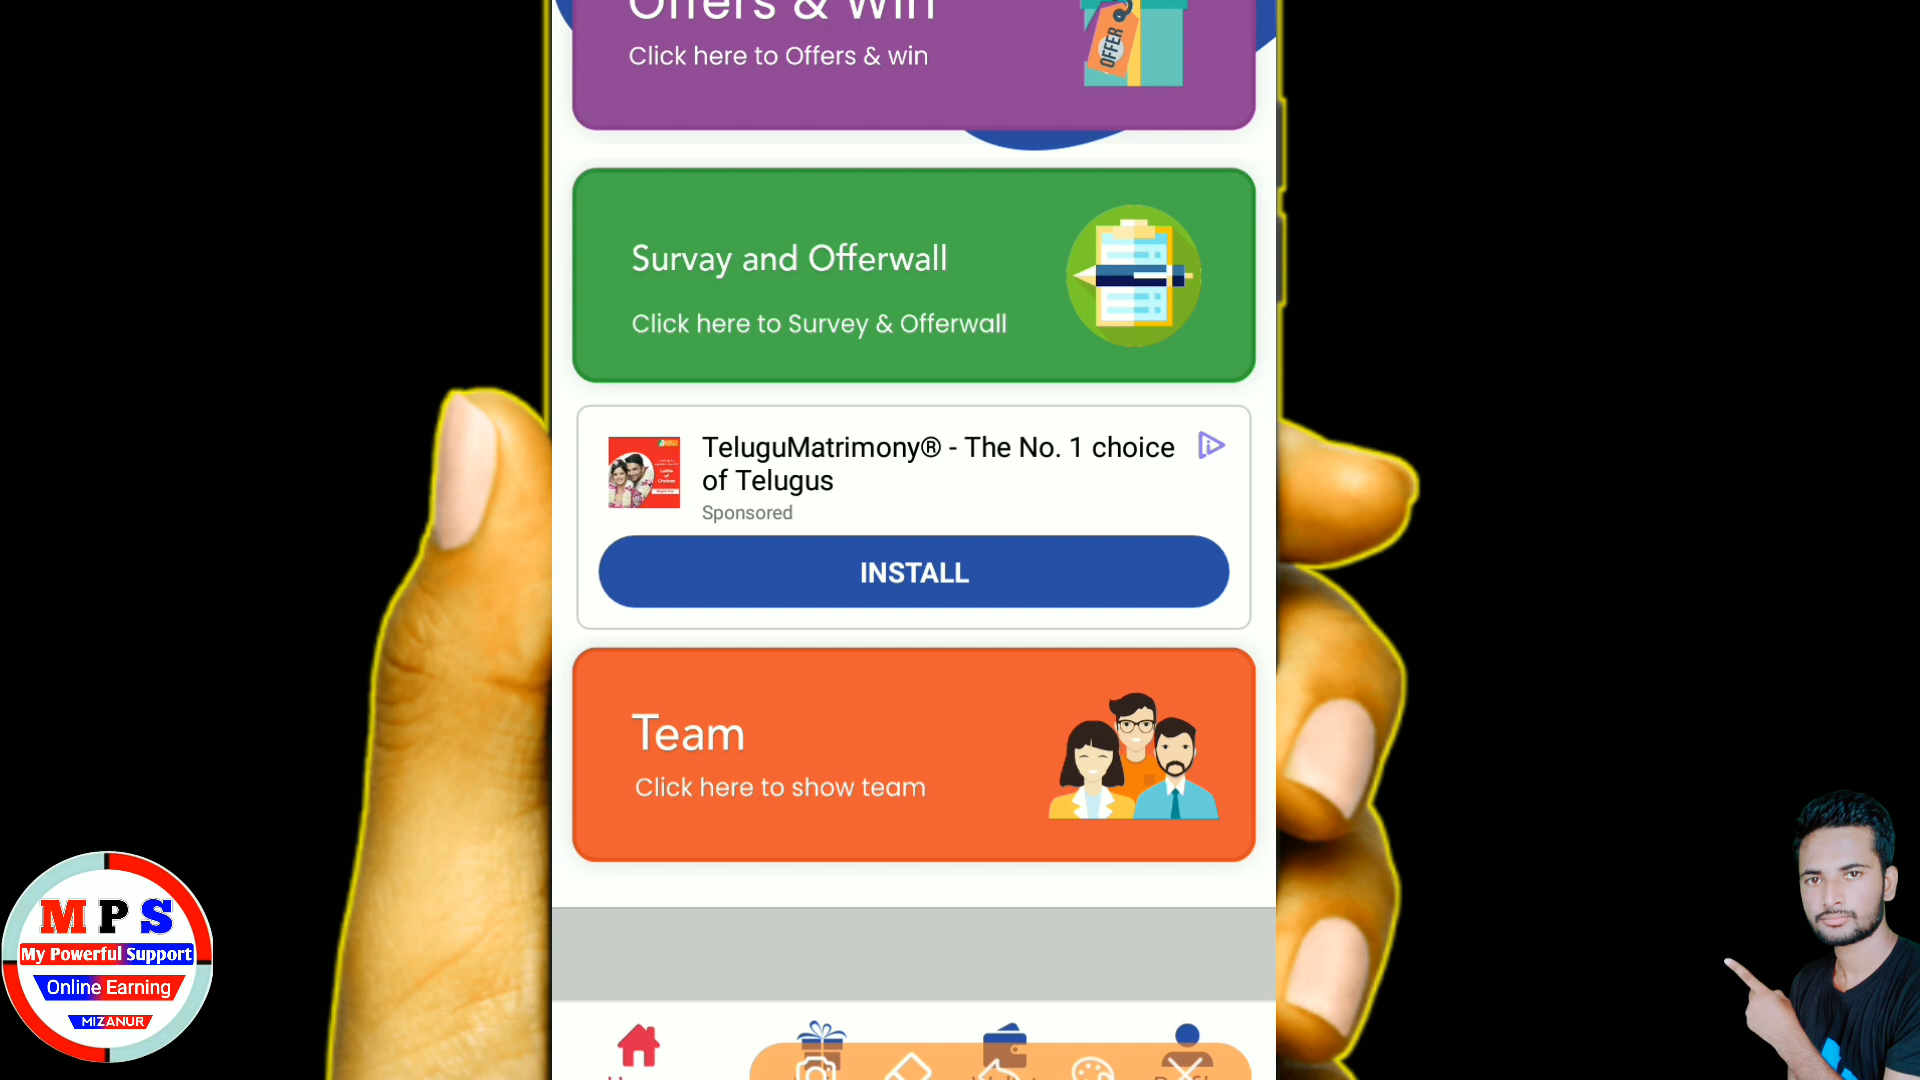 Offers & Win
Click here to Offers & win
OFFER
Survay and Offerwall
Click here to Survey & Offerwall
TeluguMatrimony® - The No. 1 choice
of Telugus
Sponsored
INSTALL
Team
Click here to show team
M P S
My Powerful Support
Online Earning
MIZANUR